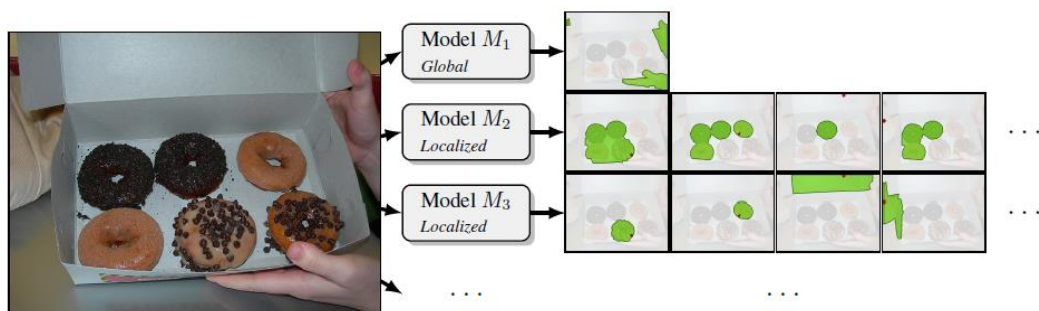 Model M₁
Global
Model M₂
Localized
. . .
Model M₃
Localized
. . .
. . .
. . .